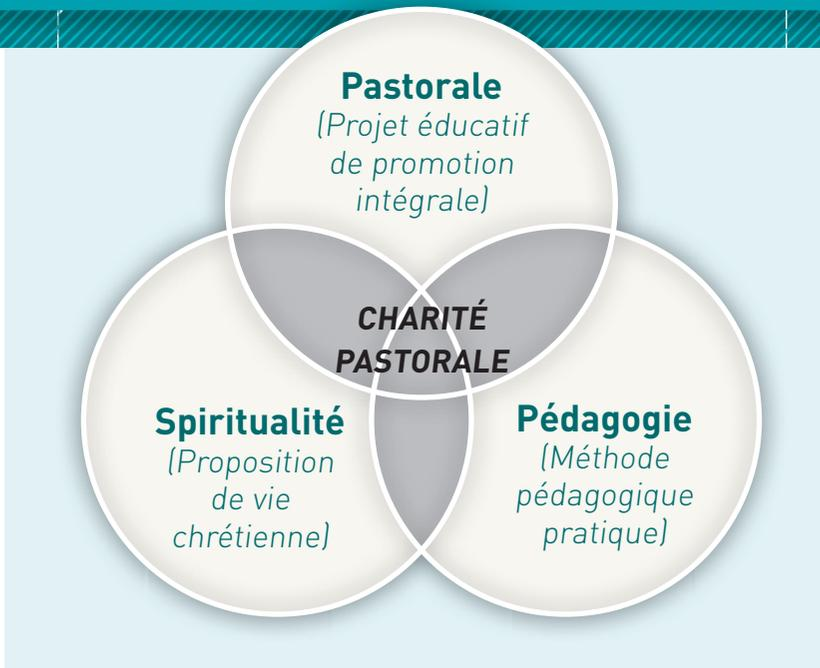 Pastorale
(Projet éducatif
de promotion
intégrale)
CHARITÉ
PASTORALE
Spiritualité
(Proposition
de vie
chrétienne)
Pédagogie
(Méthode
pédagogique
pratique)